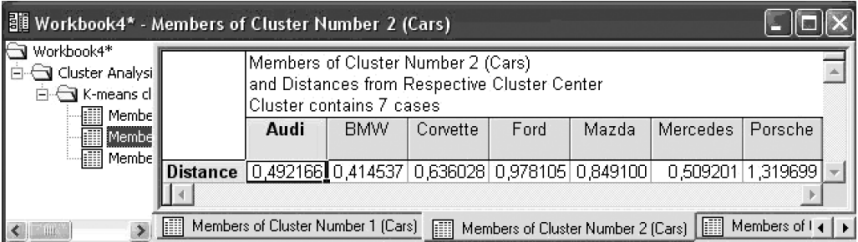 Workbook4* - Members of Cluster Number 2 (Cars)
Workbook4*
Cluster Analysi
K-means cl
Membe
Membe
Membe
Members of Cluster Number 2 (Cars)
and Distances from Respective Cluster Center
Cluster contains 7 cases
Audi BMW Corvette Ford Mazda Mercedes Porsche
Distance 0,492166 0,414537 0,636028 0,978105 0,849100 0,509201 1,319699
Members of Cluster Number 1 (Cars) Members of Cluster Number 2 (Cars) Members of